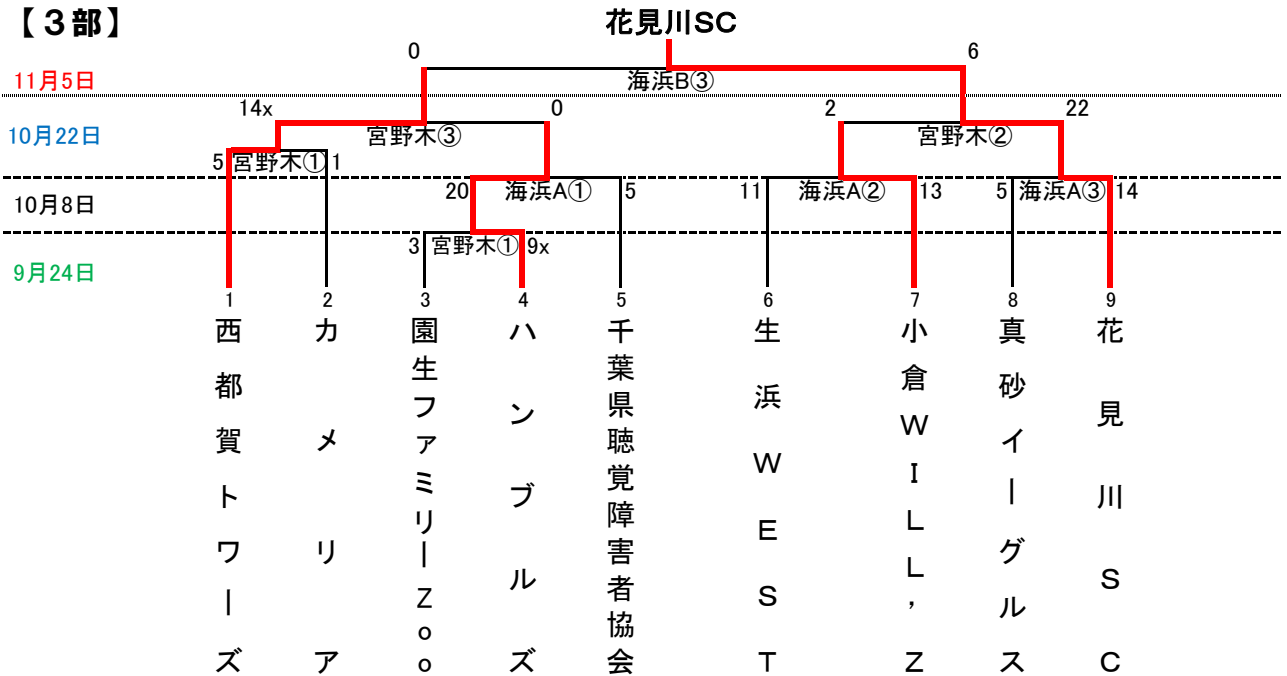 【３部】
花見川SC
0
6
11月5日
海浜B③
14x
0
2
22
10月22日
宮野木③
宮野木②
5
宮野木①
1
20
海浜A①
5
11
海浜A②
13
5
海浜A③
14
10月8日
3
宮野木①
9x
9月24日
1
2
3
4
5
6
7
8
9
西都賀トワーズ
カメリア
園生ファミリーZoo
ハンブルズ
千葉県聴覚障害者協会
生浜WEST
小倉WILL’Z
真砂イーグルス
花見川SC